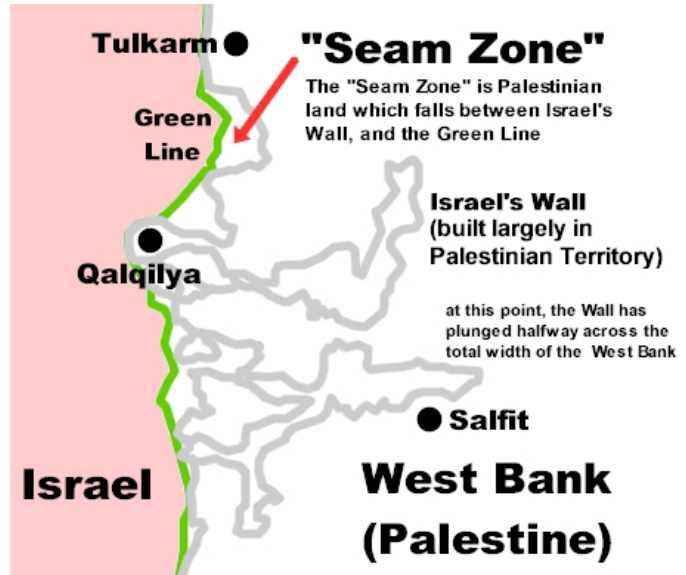 Tulkarm
"Seam Zone"
The "Seam Zone" is Palestinian
land which falls between Israel's
Wall, and the Green Line
Green
Line
Israel's Wall
(built largely in
Palestinian Territory)
Qalqilya
at this point, the Wall has
plunged halfway across the
total width of the West Bank
Salfit
Israel
West Bank
(Palestine)